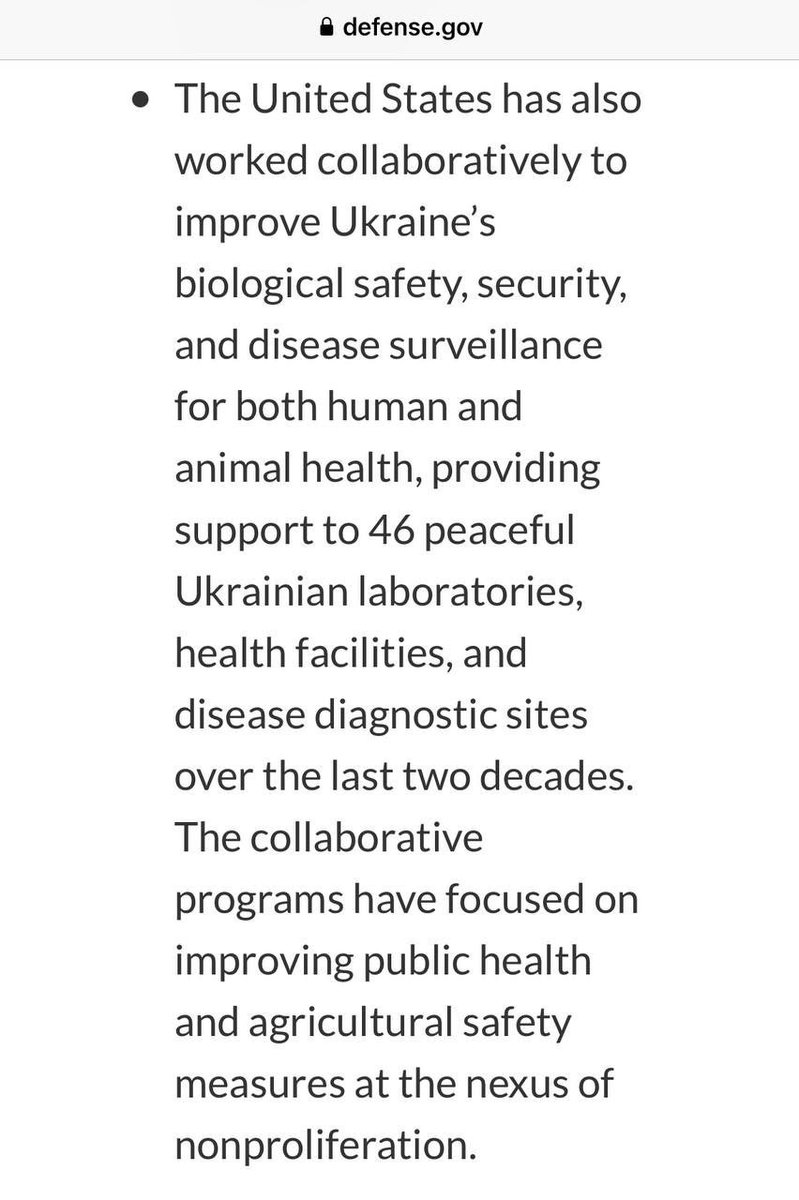 defense.gov
• The United States has also
worked collaboratively to
improve Ukraine’s
biological safety, security,
and disease surveillance
for both human and
animal health, providing
support to 46 peaceful
Ukrainian laboratories,
health facilities, and
disease diagnostic sites
over the last two decades.
The collaborative
programs have focused on
improving public health
and agricultural safety
measures at the nexus of
nonproliferation.